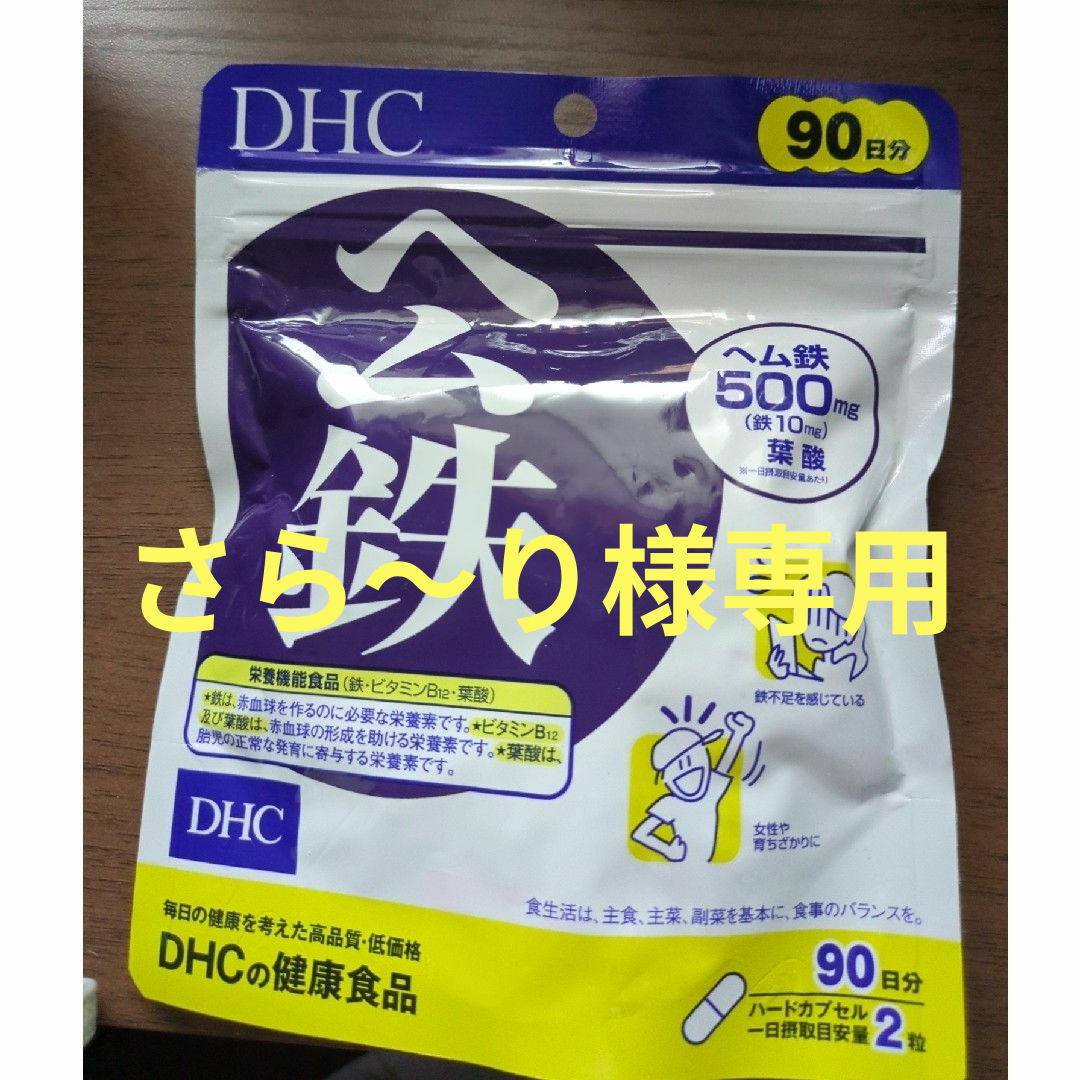 DHC
90日分
ヘム
鉄
ヘム鉄
500mg
(鉄10mg)
葉酸
※一日摂取目安量あたり
さら〜り様専用
栄養機能食品(鉄・ビタミンB12・葉酸)
★鉄は、赤血球を作るのに必要な栄養素です。★ビタミンB12
及び葉酸は、赤血球の形成を助ける栄養素です。★葉酸は、
胎児の正常な発育に寄与する栄養素です。
鉄不足を感じている
女性や
育ちざかりに
DHC
食生活は、主食、主菜、副菜を基本に、食事のバランスを。
毎日の健康を考えた高品質・低価格
DHCの健康食品
90日分
ハードカプセル
一日摂取目安量2粒